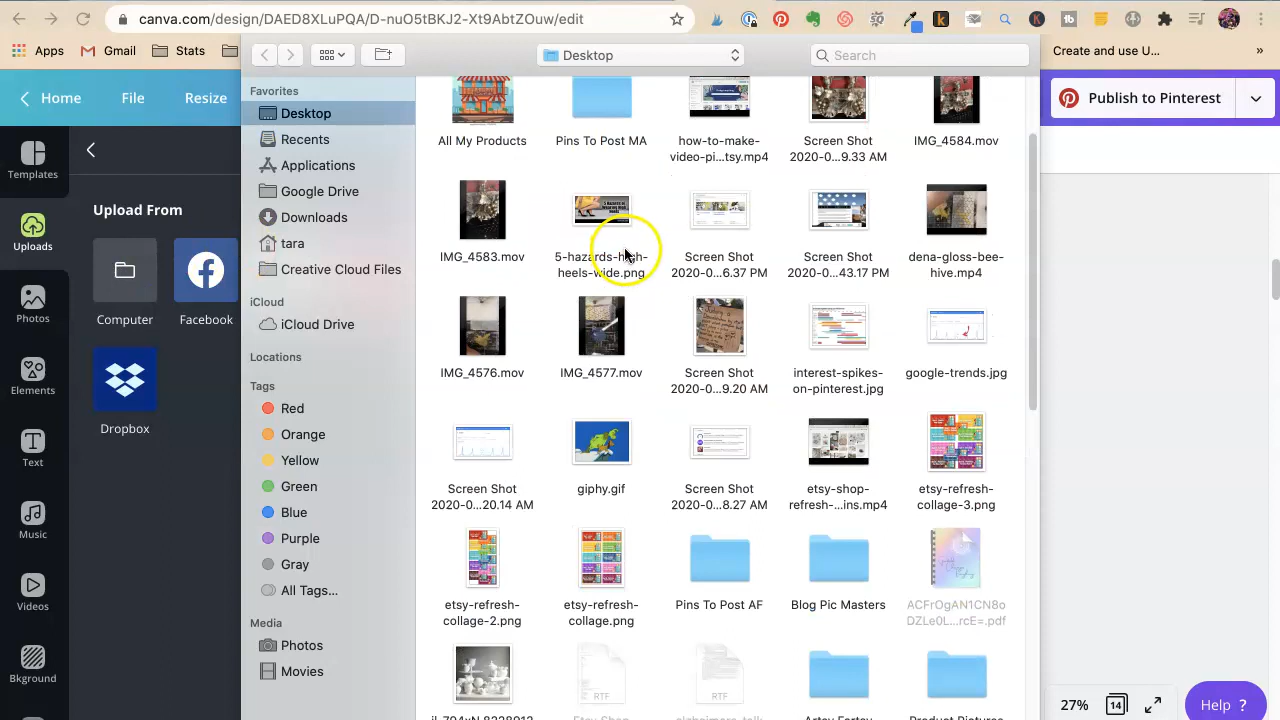 canva.com/design/DAED8XLuPQA/D-nuO5tBKJ2-Xt9AbtZOuw/edit
Apps
Gmail
Stats
Create and use U...
»
Desktop
Search
Home
File
Resize
Publish to Pinterest
Templates
Uploads
Photos
Elements
Text
Music
Videos
Bkground
Upload From
Facebook
Dropbox
Favorites
Recents
Applications
Google Drive
Downloads
tara
Creative Cloud Files
iCloud
iCloud Drive
Locations
Tags
Red
Orange
Yellow
Green
Blue
Purple
Gray
All Tags...
Media
Photos
Movies
All My Products
Pins To Post MA
how-to-make-
video-pi...tsy.mp4
Screen Shot
2020-0...9.33 AM
IMG_4584.mov
IMG_4583.mov
5-hazards-high-
heels-wide.png
Screen Shot
2020-0...6.37 PM
Screen Shot
2020-0...43.17 PM
dena-gloss-bee-
hive.mp4
IMG_4576.mov
IMG_4577.mov
Screen Shot
2020-0...9.20 AM
interest-spikes-
on-pinterest.jpg
google-trends.jpg
Screen Shot
2020-0...20.14 AM
giphy.gif
Screen Shot
2020-0...8.27 AM
etsy-shop-
refresh-...ins.mp4
etsy-refresh-
collage-3.png
etsy-refresh-
collage-2.png
etsy-refresh-
collage.png
Pins To Post AF
Blog Pic Masters
ACFrOgAN1CN8o
DZLe0L...rcE=.pdf
RTF
RTF
27%
14
Help ?